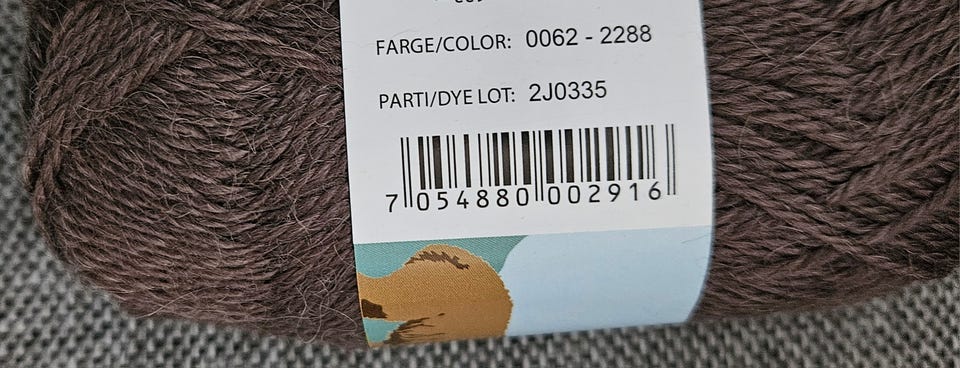 FARGE/COLOR: 0062 - 2288
PARTI/DYE LOT: 2J0335
7 054880 002916